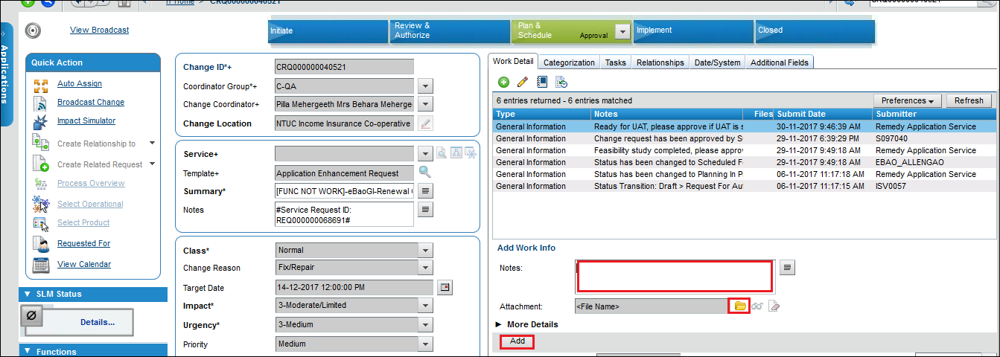 IT Home > CRQ000000040521
CRQ000000040521
Applications
View Broadcast
Initiate
Review &
Authorize
Plan &
Schedule
Approval
Implement
Closed
Quick Action
Auto Assign
Broadcast Change
Impact Simulator
Create Relationship to
Create Related Request
Process Overview
Select Operational
Select Product
Requested For
View Calendar
SLM Status
Details...
Functions
Change ID*+ CRQ000000040521
Coordinator Group*+ C-QA
Change Coordinator+ Pilla Mehergeeth Mrs Behara Meherge
Change Location NTUC Income Insurance Co-operative
Service+
Template+ Application Enhancement Request
Summary* [FUNC NOT WORK]-eBaoGI-Renewal
Notes #Service Request ID:
REQ000000068691#
Class* Normal
Change Reason Fix/Repair
Target Date 14-12-2017 12:00:00 PM
Impact* 3-Moderate/Limited
Urgency* 3-Medium
Priority Medium
Work Detail Categorization Tasks Relationships Date/System Additional Fields
6 entries returned - 6 entries matched Preferences Refresh
Type Notes Files Submit Date Submitter
General Information Ready for UAT, please approve if UAT is s 30-11-2017 9:46:39 AM Remedy Application Service
General Information Change request has been approved by S 29-11-2017 6:39:29 PM S097040
General Information Feasibility study completed, please approv 29-11-2017 9:49:18 AM Remedy Application Service
General Information Status has been changed to Scheduled Fo 29-11-2017 9:49:18 AM EBAO_ALLENGAO
General Information Status has been changed to Planning In P 06-11-2017 11:17:18 AM Remedy Application Service
General Information Status Transition: Draft > Request For Aut 06-11-2017 11:17:15 AM ISV0057
Add Work Info
Notes:
Attachment: <File Name>
More Details
Add